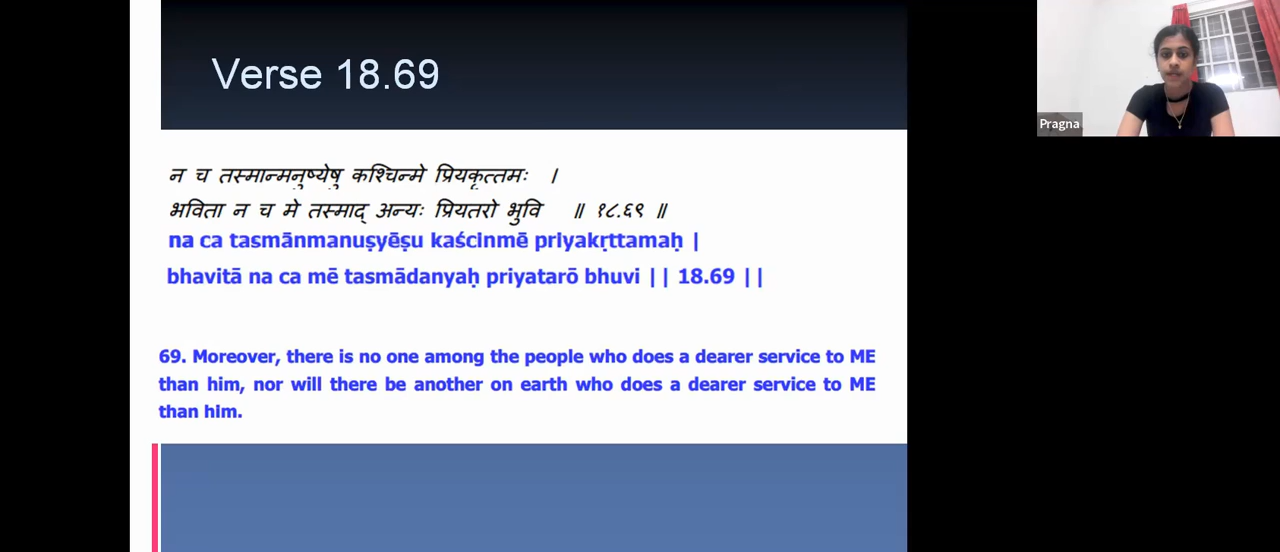 Verse 18.69
न च तस्मान्मनुष्येषु कश्चिन्मे प्रियकृत्तमः ।
भविता न च मे तस्माद् अन्यः प्रियतरो भुवि ॥ १८.६९ ॥
na ca tasmānmanuṣyēṣu kaścinmē priyakṛttamaḥ |
bhavitā na ca mē tasmādanyaḥ priyatarō bhuvi || 18.69 ||
69. Moreover, there is no one among the people who does a dearer service to ME
than him, nor will there be another on earth who does a dearer service to ME
than him.
Pragna